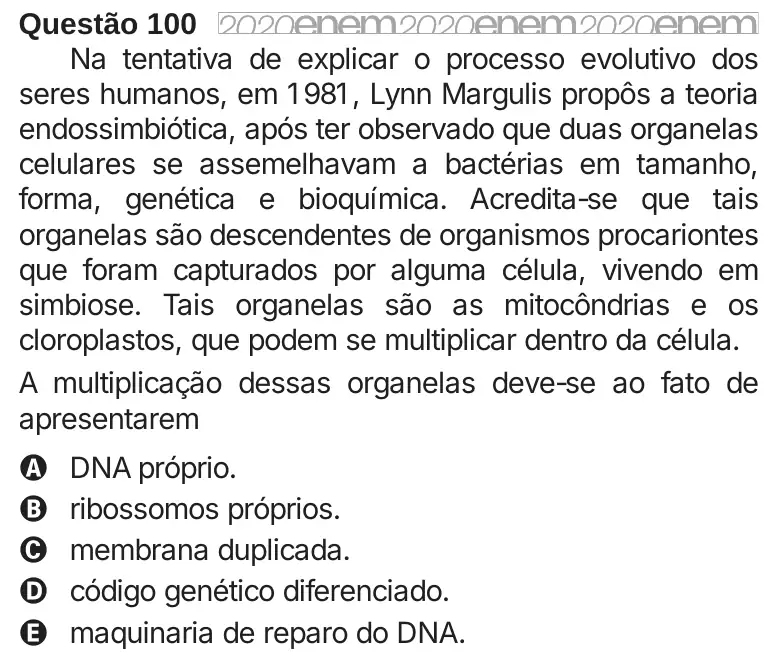 Questão 100 2020enem2020enem2020enem
Na tentativa de explicar o processo evolutivo dos
seres humanos, em 1981, Lynn Margulis propôs a teoria
endossimbiótica, após ter observado que duas organelas
celulares se assemelhavam a bactérias em tamanho,
forma, genética e bioquímica. Acredita-se que tais
organelas são descendentes de organismos procariontes
que foram capturados por alguma célula, vivendo em
simbiose. Tais organelas são as mitocôndrias e os
cloroplastos, que podem se multiplicar dentro da célula.
A multiplicação dessas organelas deve-se ao fato de
apresentarem
A DNA próprio.
B ribossomos próprios.
C membrana duplicada.
D código genético diferenciado.
E maquinaria de reparo do DNA.